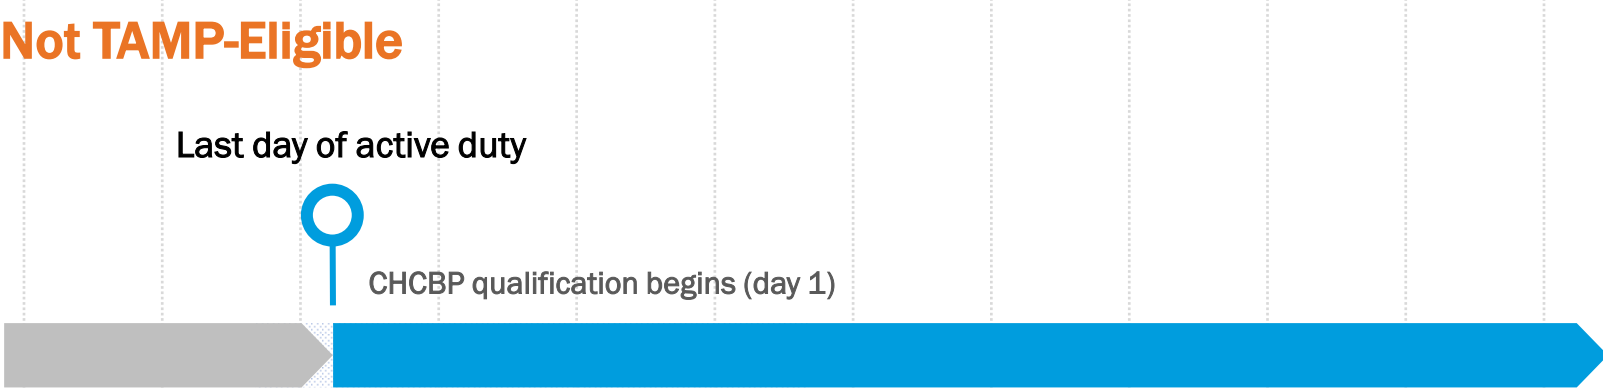 Not TAMP-Eligible
Last day of active duty
CHCBP qualification begins (day 1)